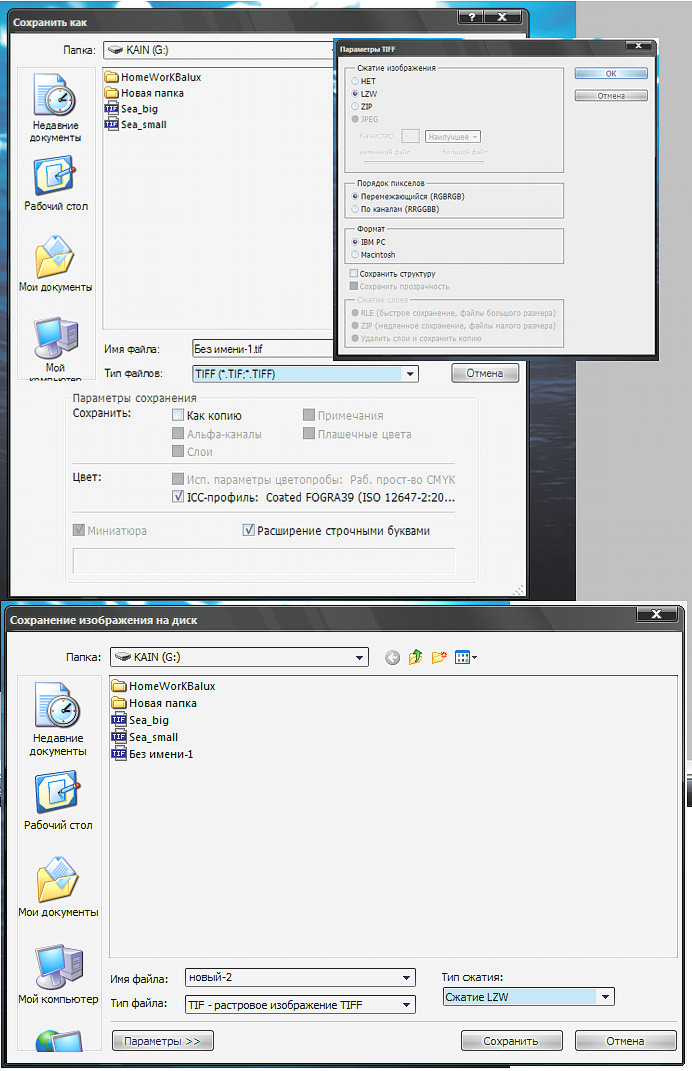 Сохранить как
Папка: KAIN (G:)
HomeWorKBalux
Новая папка
TIF Sea_big
TIF Sea_small
Недавние документы
Рабочий стол
Мои документы
Мой компьютер
Имя файла: Без имени-1.tif
Тип файлов: TIFF (*.TIF;*.TIFF)
Отмена
Параметры сохранения
Сохранить:
Как копию
Примечания
Альфа-каналы
Плашечные цвета
Слои
Цвет:
Исп. параметры цветопробы: Раб. прост-во CMYK
ICC-профиль: Coated FOGRA39 (ISO 12647-2:20...
Миниатюра
Расширение строчными буквами
Параметры TIFF
Сжатие изображения
НЕТ
LZW
ZIP
JPEG
Качество: Наилучшее
маленький файл большой файл
OK
Отмена
Порядок пикселов
Перемежающийся (RGBRGB)
По каналам (RRGGBB)
Формат
IBM PC
Macintosh
Сохранить структуру
Сохранить прозрачность
Сжатие слоев
RLE (быстрое сохранение, файлы большого размера)
ZIP (медленное сохранение, файлы малого размера)
Удалить слои и сохранить копию
Сохранение изображения на диск
Папка: KAIN (G:)
HomeWorKBalux
Новая папка
TIF Sea_big
TIF Sea_small
TIF Без имени-1
Недавние
документы
Рабочий стол
Мои документы
Мой компьютер
Имя файла: новый-2
Тип файла: TIF - растровое изображение TIFF
Тип сжатия:
Сжатие LZW
Параметры >>
Сохранить
Отмена